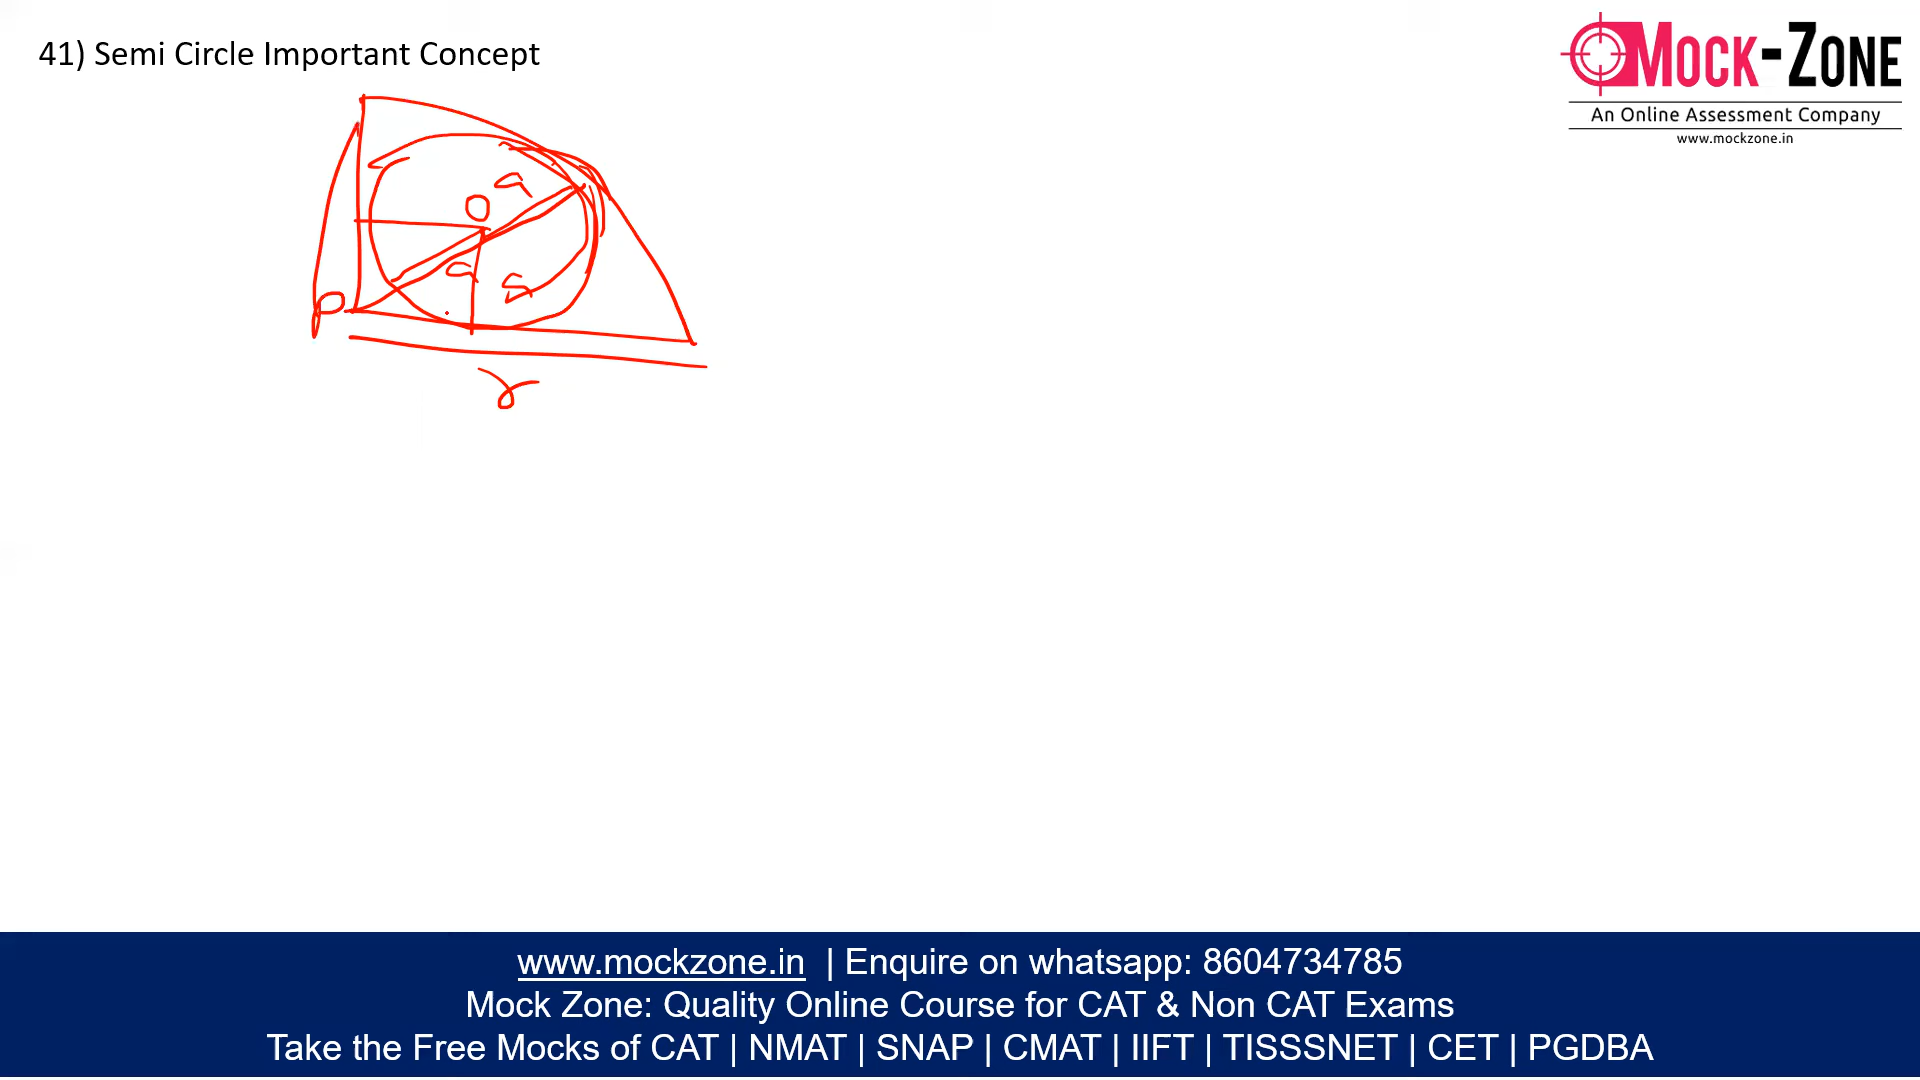 41) Semi Circle Important Concept
MOCK-ZONE
An Online Assessment Company
www.mockzone.in
O
P
r
www.mockzone.in | Enquire on whatsapp: 8604734785
Mock Zone: Quality Online Course for CAT & Non CAT Exams
Take the Free Mocks of CAT | NMAT | SNAP | CMAT | IIFT | TISSSNET | CET | PGDBA